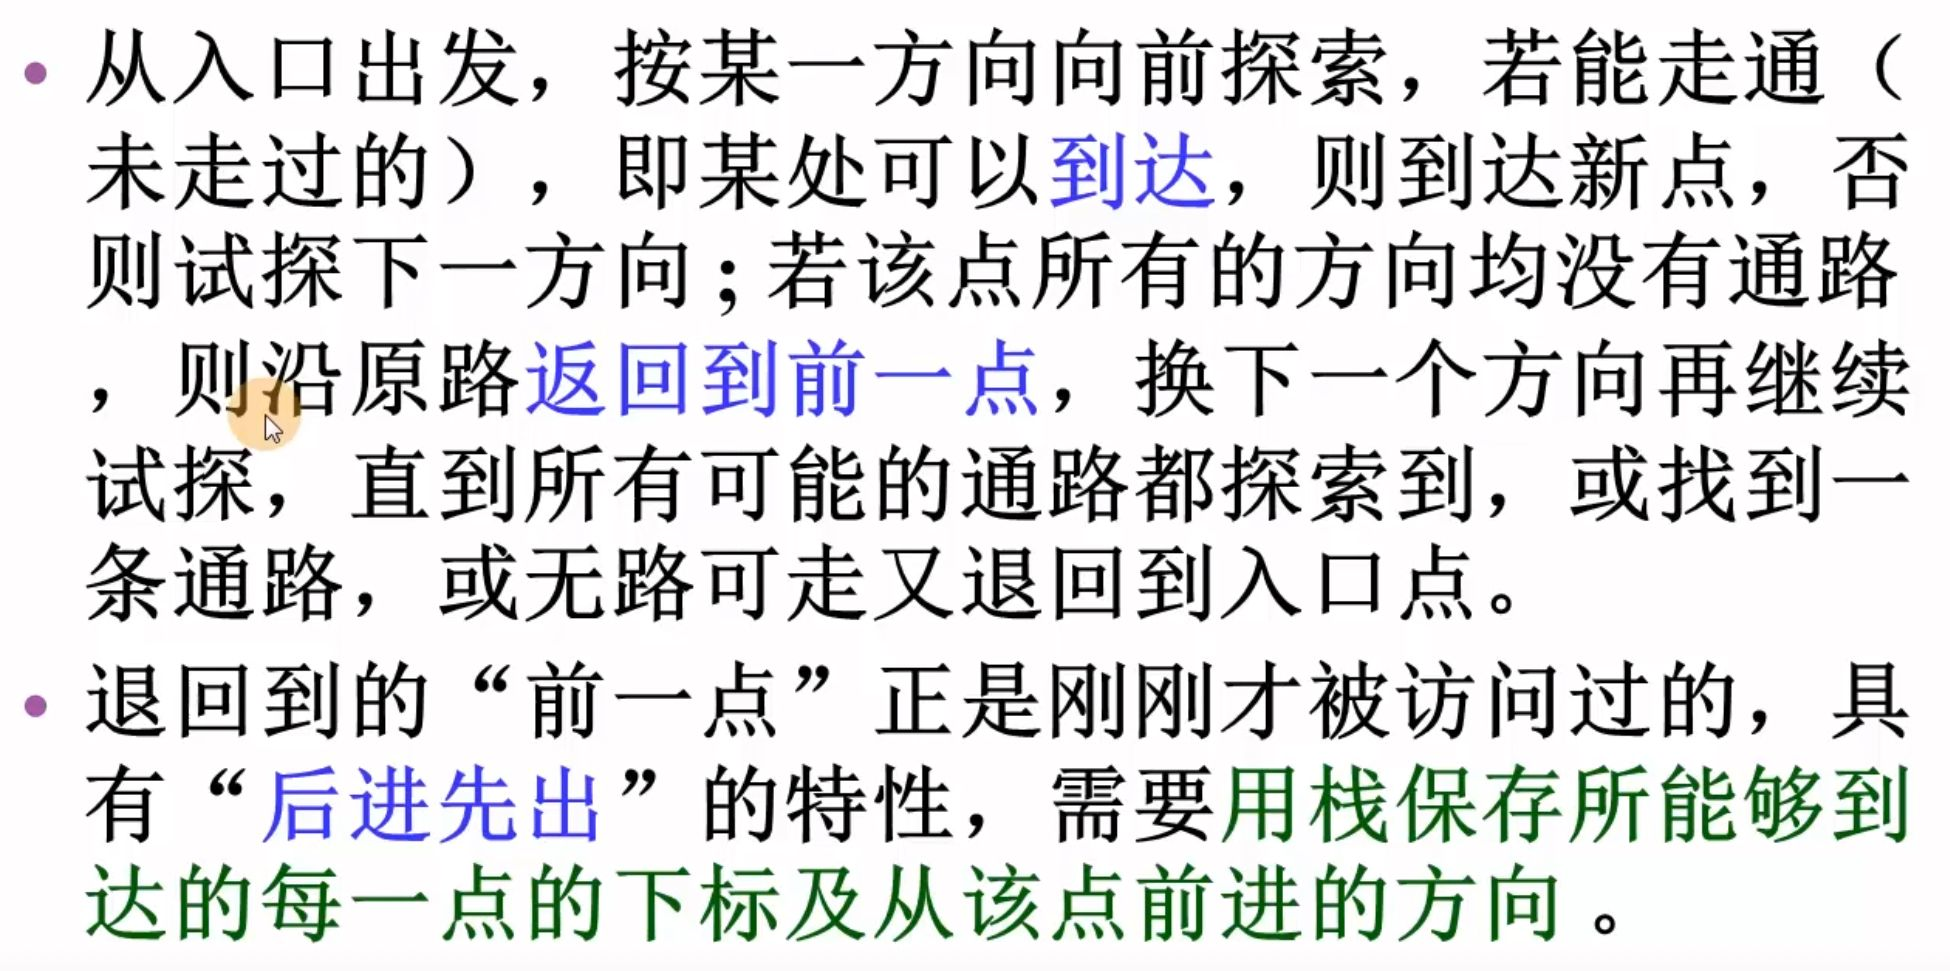 • 从入口出发，按某一方向向前探索，若能走通（
未走过的），即某处可以到达，则到达新点，否
则试探下一方向；若该点所有的方向均没有通路
，则沿原路返回到前一点，换下一个方向再继续
试探，直到所有可能的通路都探索到，或找到一
条通路，或无路可走又退回到入口点。
• 退回到的“前一点”正是刚刚才被访问过的，具
有“后进先出”的特性，需要用栈保存所能够到
达的每一点的下标及从该点前进的方向 。